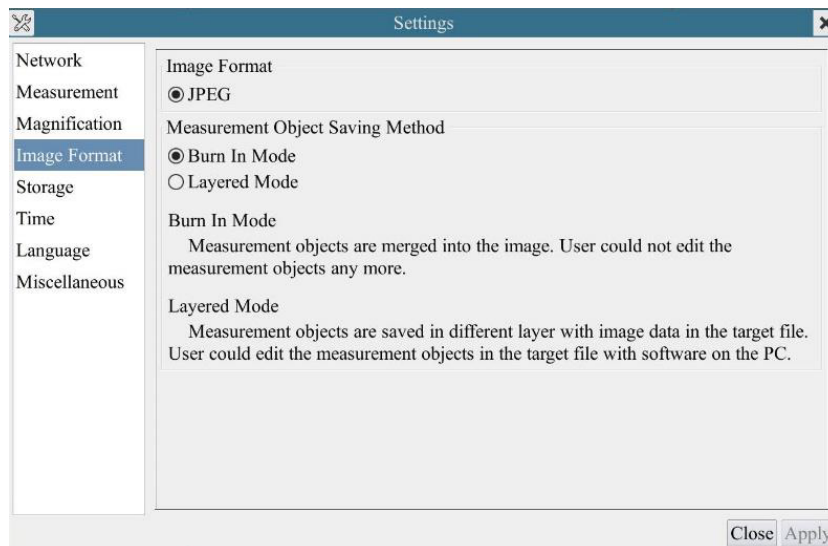 Settings
Network
Measurement
Magnification
Image Format
Storage
Time
Language
Miscellaneous
Image Format
JPEG
Measurement Object Saving Method
Burn In Mode
Layered Mode
Burn In Mode
Measurement objects are merged into the image. User could not edit the
measurement objects any more.
Layered Mode
Measurement objects are saved in different layer with image data in the target file.
User could edit the measurement objects in the target file with software on the PC.
Close Apply